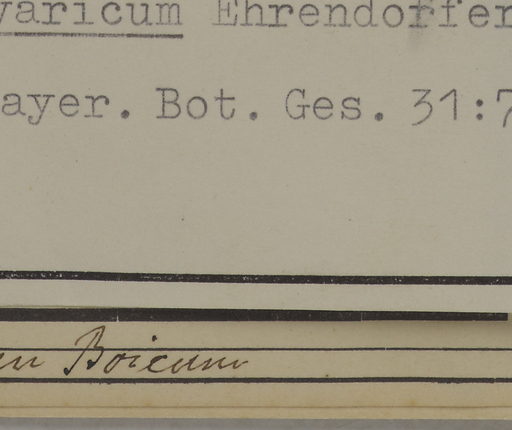 varicum Ehrendorfer
ayer. Bot. Ges. 31:7
Boicum